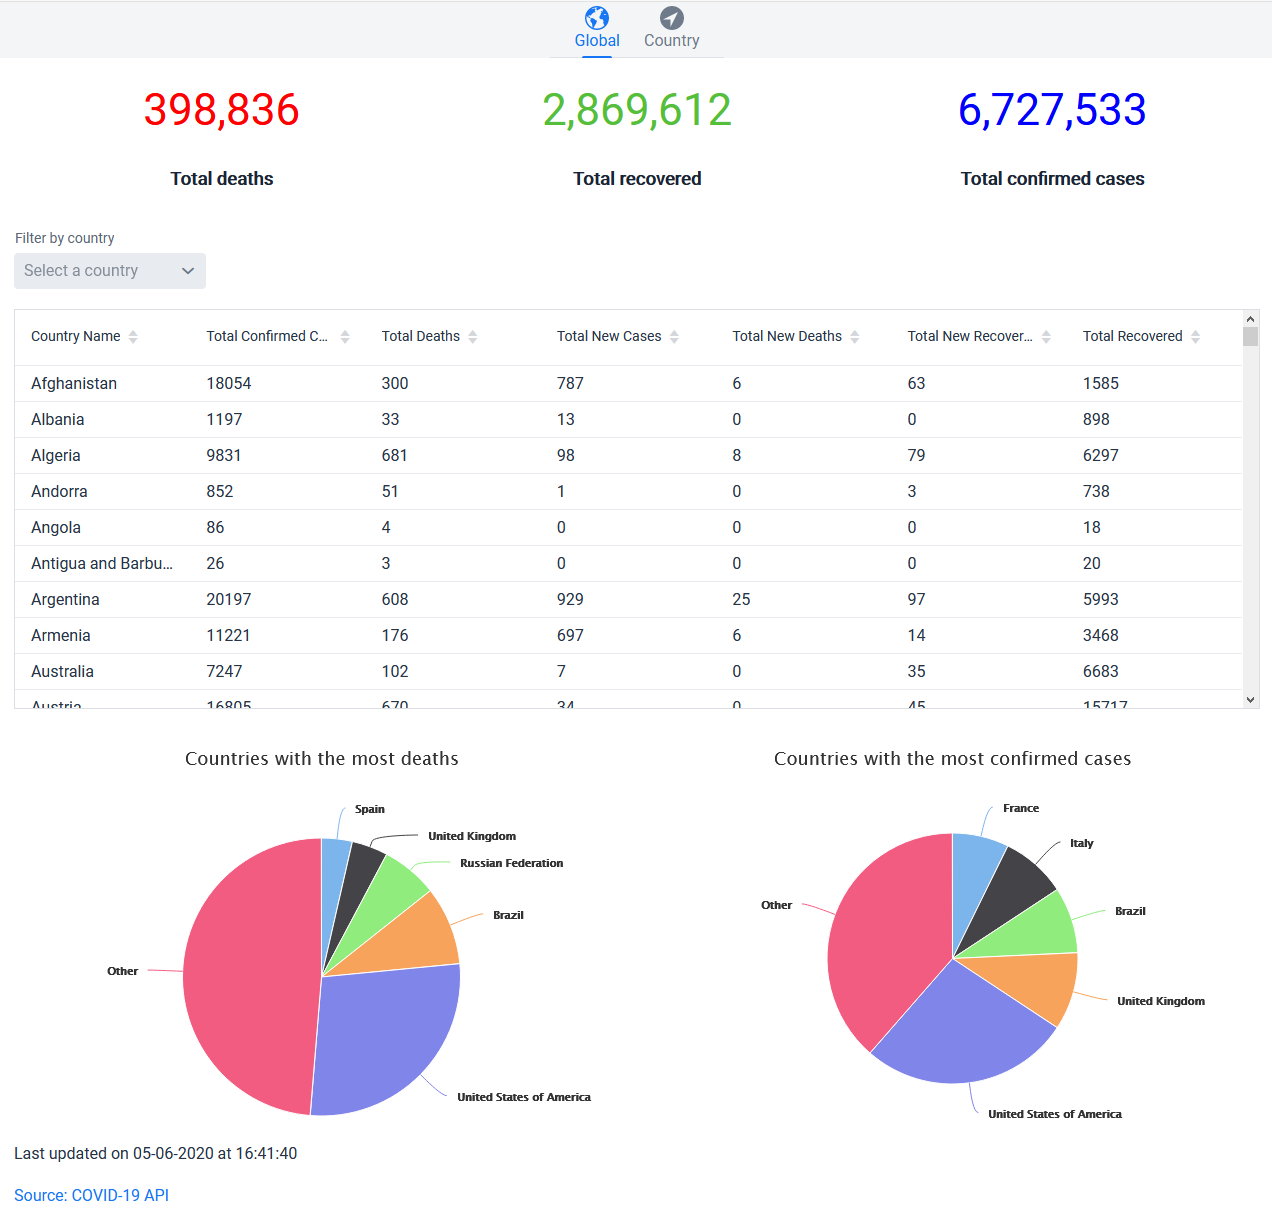 Global Country
398,836 2,869,612 6,727,533
Total deaths Total recovered Total confirmed cases
Filter by country
Select a country
Country Name Total Confirmed C... Total Deaths Total New Cases Total New Deaths Total New Recover... Total Recovered
Afghanistan 18054 300 787 6 63 1585
Albania 1197 33 13 0 0 898
Algeria 9831 681 98 8 79 6297
Andorra 852 51 1 0 3 738
Angola 86 4 0 0 0 18
Antigua and Barbu... 26 3 0 0 0 20
Argentina 20197 608 929 25 97 5993
Armenia 11221 176 697 6 14 3468
Australia 7247 102 7 0 35 6683
Austria 16805 670 34 0 45 15717
Countries with the most deaths
Spain
United Kingdom
Russian Federation
Brazil
Other
United States of America
Countries with the most confirmed cases
France
Italy
Other
Brazil
United Kingdom
United States of America
Last updated on 05-06-2020 at 16:41:40
Source: COVID-19 API